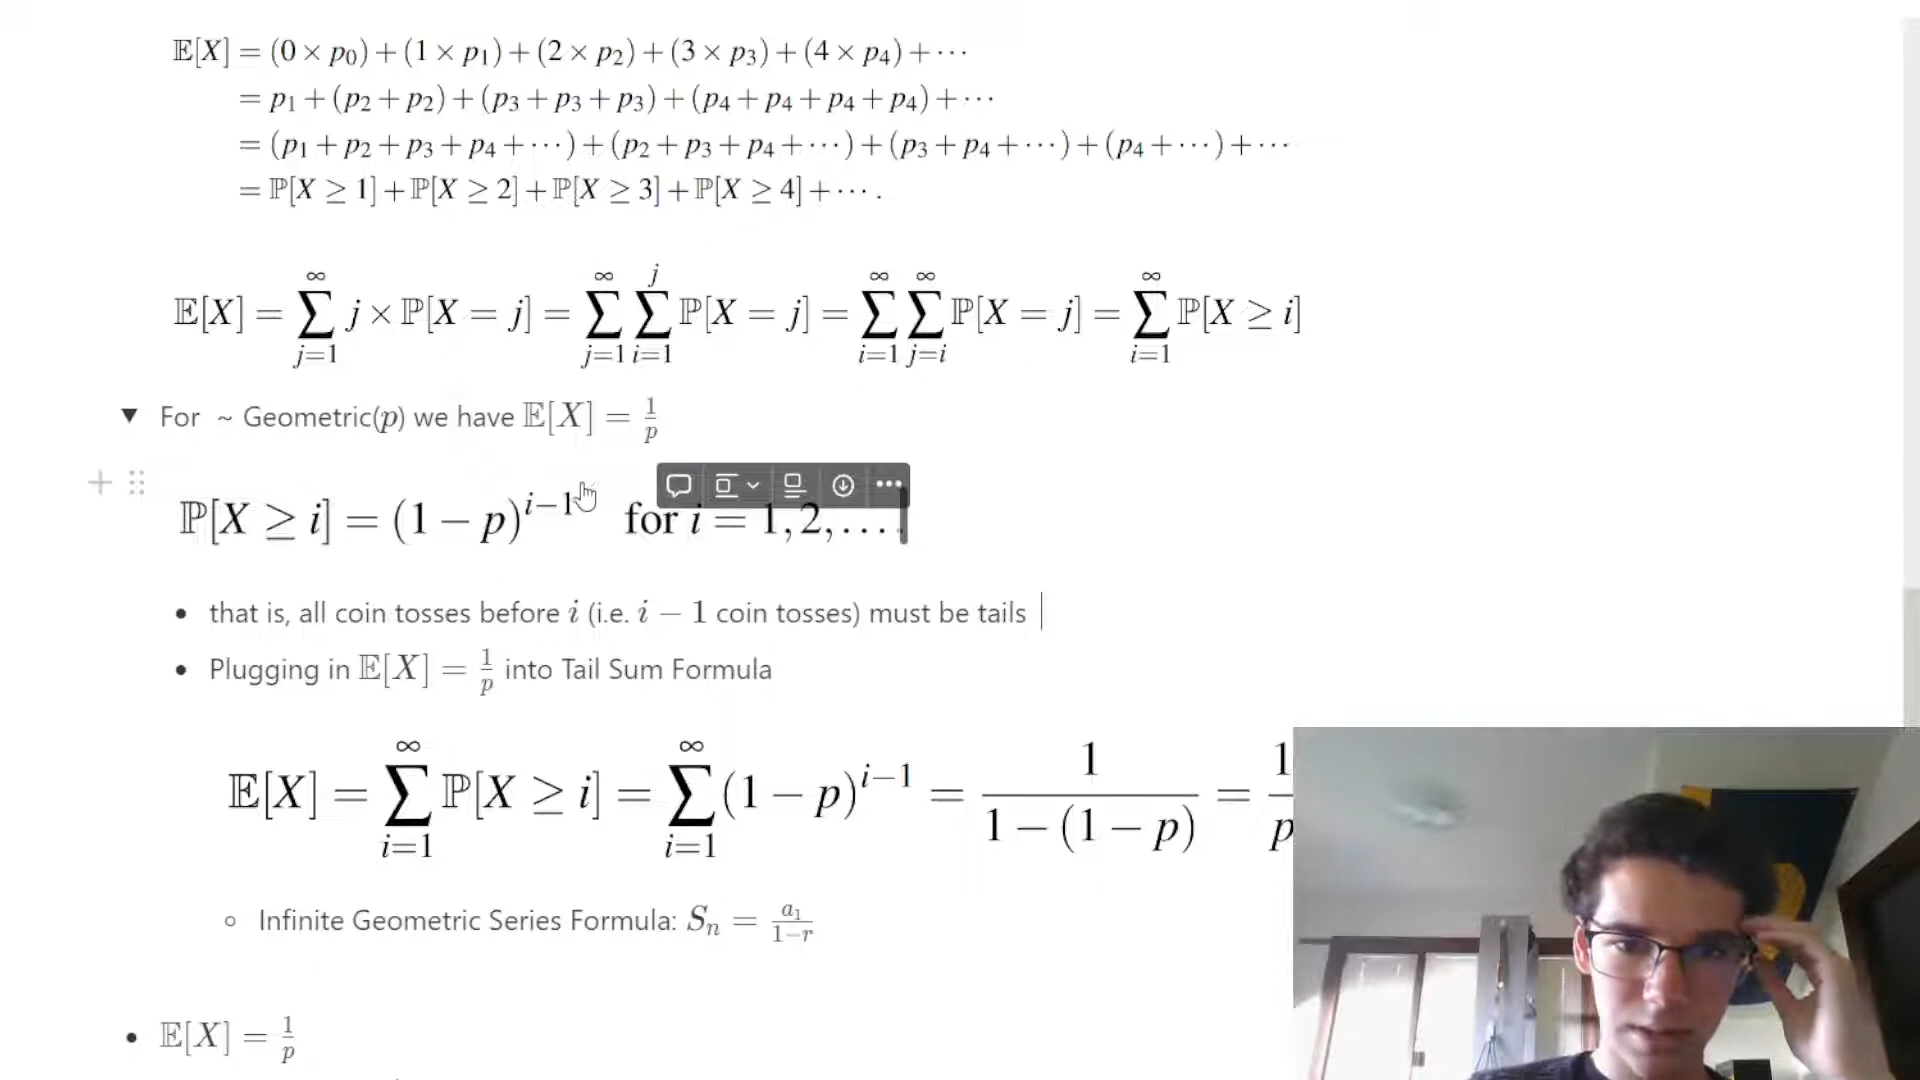 𝔼[X] = (0 × p₀) + (1 × p₁) + (2 × p₂) + (3 × p₃) + (4 × p₄) + ⋯
= p₁ + (p₂ + p₂) + (p₃ + p₃ + p₃) + (p₄ + p₄ + p₄ + p₄) + ⋯
= (p₁ + p₂ + p₃ + p₄ + ⋯) + (p₂ + p₃ + p₄ + ⋯) + (p₃ + p₄ + ⋯) + (p₄ + ⋯) + ⋯
= ℙ[X ≥ 1] + ℙ[X ≥ 2] + ℙ[X ≥ 3] + ℙ[X ≥ 4] + ⋯ .
𝔼[X] = ∑_{j=1}^{∞} j × ℙ[X = j] = ∑_{j=1}^{∞} ∑_{i=1}^{j} ℙ[X = j] = ∑_{i=1}^{∞} ∑_{j=i}^{∞} ℙ[X = j] = ∑_{i=1}^{∞} ℙ[X ≥ i]
▼ For ~ Geometric(p) we have 𝔼[X] = 1/p
ℙ[X ≥ i] = (1 − p)^{i−1} for i = 1, 2, ….
• that is, all coin tosses before i (i.e. i − 1 coin tosses) must be tails
• Plugging in 𝔼[X] = 1/p into Tail Sum Formula
𝔼[X] = ∑_{i=1}^{∞} ℙ[X ≥ i] = ∑_{i=1}^{∞} (1 − p)^{i−1} = 1/(1 − (1 − p)) = 1/p
◦ Infinite Geometric Series Formula: Sₙ = a₁/(1−r)
• 𝔼[X] = 1/p